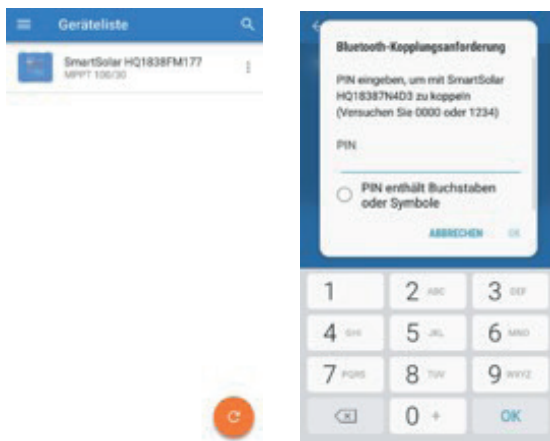 Geräteliste
SmartSolar HQ1838FM177
MPPT 100/30
Bluetooth-Kopplungsanforderung
PIN eingeben, um mit SmartSolar
HQ18387N4D3 zu koppeln
(Versuchen Sie 0000 oder
1234)
PIN
PIN enthält Buchstaben
oder Symbole
ABBRECHEN OK
1 2 ABC 3 DEF
4 GHI 5 JKL 6 MNO
7 PQRS 8 TUV 9 WXYZ
0 + OK